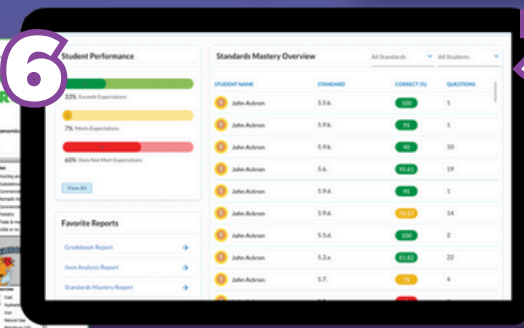 6
Student Performance
33% Exceeds Expectations
7% Meets Expectations
60% Does Not Meet Expectations
View All
Favorite Reports
Gradebook Report
Item Analysis Report
Standards Mastery Report
Standards Mastery Overview
All Standards
All Students
STUDENT NAME STANDARD CORRECT (%) QUESTIONS
John Ackron 5.5.b. 100 1
John Ackron 5.9.b. 95 1
John Ackron 5.9.b. 90 10
John Ackron 5.6. 95.61 19
John Ackron 5.9.d. 95 1
John Ackron 5.9.d. 78.57 14
John Ackron 5.5.d. 100 2
John Ackron 5.2.x. 81.82 22
John Ackron 5.7. 75 4